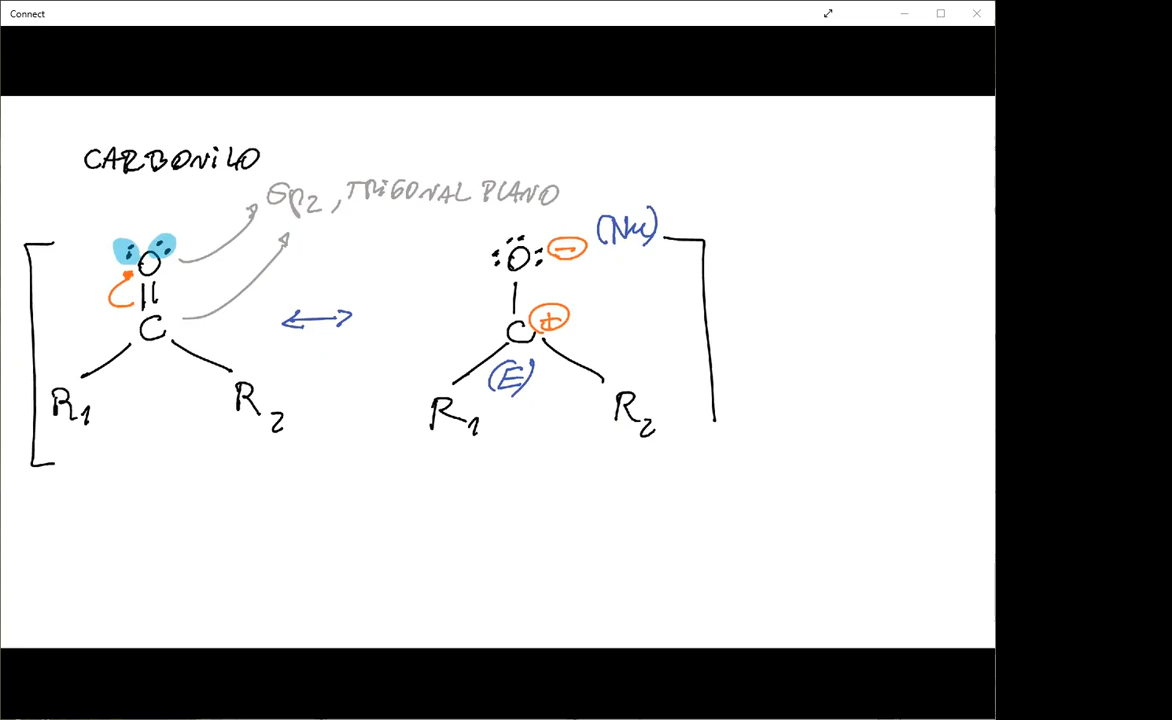 Connect
CARBONILO
Sp2, TRIGONAL PLANO
(Nu)
O
O −
C
C +
(E)
R1
R2
R1
R2